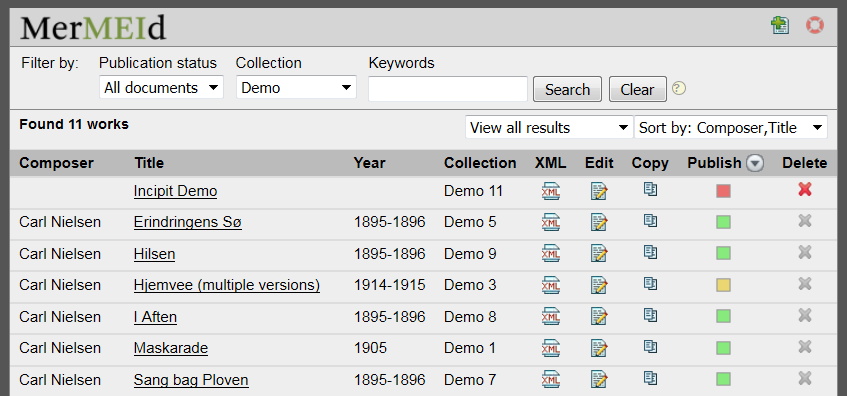 MerMEId
Filter by: Publication status Collection Keywords
All documents Demo Search Clear ?
Found 11 works View all results Sort by: Composer,Title
Composer Title Year Collection XML Edit Copy Publish Delete
Incipit Demo Demo 11 XML
Carl Nielsen Erindringens Sø 1895-1896 Demo 5 XML
Carl Nielsen Hilsen 1895-1896 Demo 9 XML
Carl Nielsen Hjemvee (multiple versions) 1914-1915 Demo 3 XML
Carl Nielsen I Aften 1895-1896 Demo 8 XML
Carl Nielsen Maskarade 1905 Demo 1 XML
Carl Nielsen Sang bag Ploven 1895-1896 Demo 7 XML